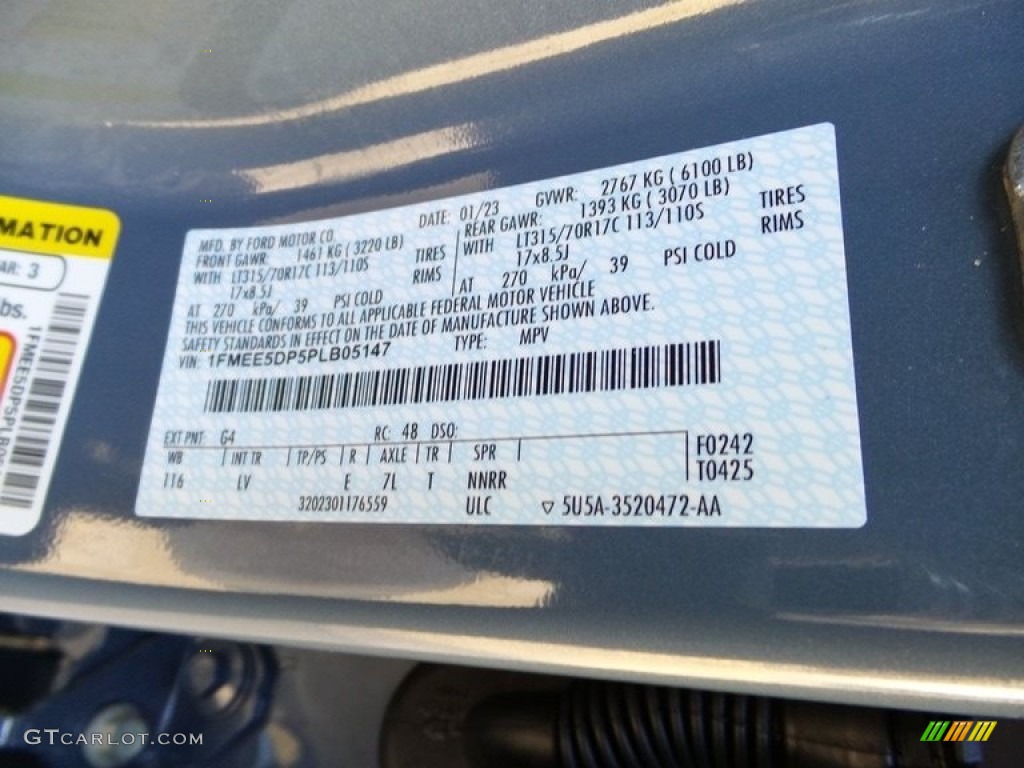 MATION
AR: 3
bs.
MFD. BY FORD MOTOR CO.
DATE: 01/23
GVWR: 2767 KG ( 6100 LB)
FRONT GAWR: 1461 KG ( 3220 LB)
REAR GAWR: 1393 KG ( 3070 LB)
WITH LT315/70R17C 113/110S TIRES
WITH LT315/70R17C 113/110S TIRES
17x8.5J RIMS
17x8.5J RIMS
AT 270 kPa/ 39 PSI COLD
AT 270 kPa/ 39 PSI COLD
THIS VEHICLE CONFORMS TO ALL APPLICABLE FEDERAL MOTOR VEHICLE
SAFETY STANDARDS IN EFFECT ON THE DATE OF MANUFACTURE SHOWN ABOVE.
VIN: 1FMEE5DP5PLB05147
TYPE: MPV
EXT PNT: G4 RC: 48 DSO:
WB INT TR TP/PS R AXLE TR SPR
F0242
1T6 LV E 7L T NNRR
T0425
3202301176559 ULC ▽ 5U5A-3520472-AA
GTCARLOT.COM